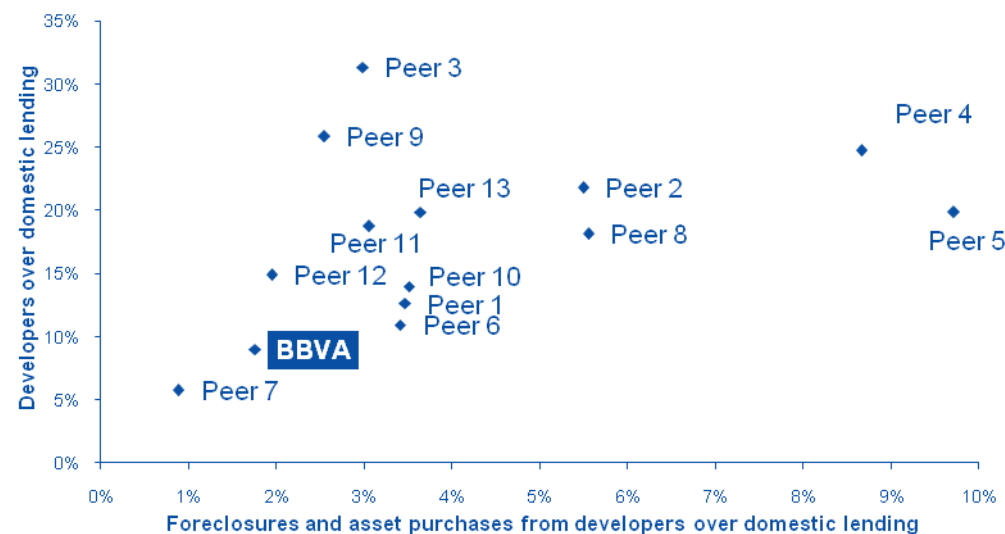 35%
Peer 3
30%
Peer 4
Peer 9
25%
Peer 13
Peer 2
20%
Peer 8
Peer 5
Peer 11
15%
Peer 12
Peer 10
Peer 1
Peer 6
10%
BBVA
Peer 7
5%
0%
Developers over domestic lending
0% 1% 2% 3% 4% 5% 6% 7% 8% 9% 10%
Foreclosures and asset purchases from developers over domestic lending